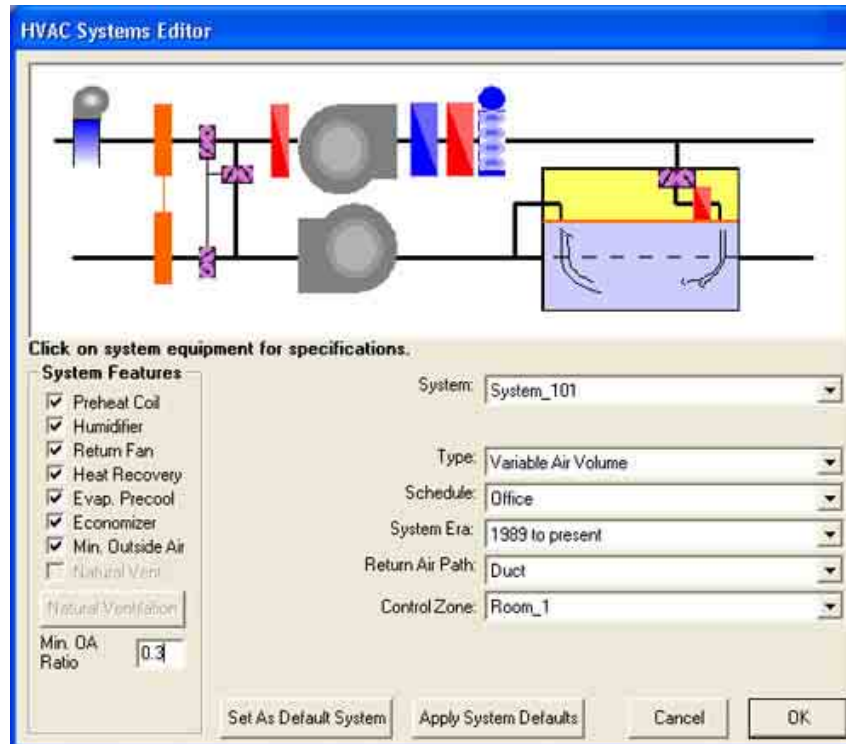 HVAC Systems Editor
Click on system equipment for specifications.
System Features
Preheat Coil
Humidifier
Return Fan
Heat Recovery
Evap. Precool
Economizer
Min. Outside Air
Natural Vent
Natural Ventilation
Min. OA
Ratio
0.3
System: System_101
Type: Variable Air Volume
Schedule: Office
System Era: 1989 to present
Return Air Path: Duct
Control Zone: Room_1
Set As Default System
Apply System Defaults
Cancel
OK